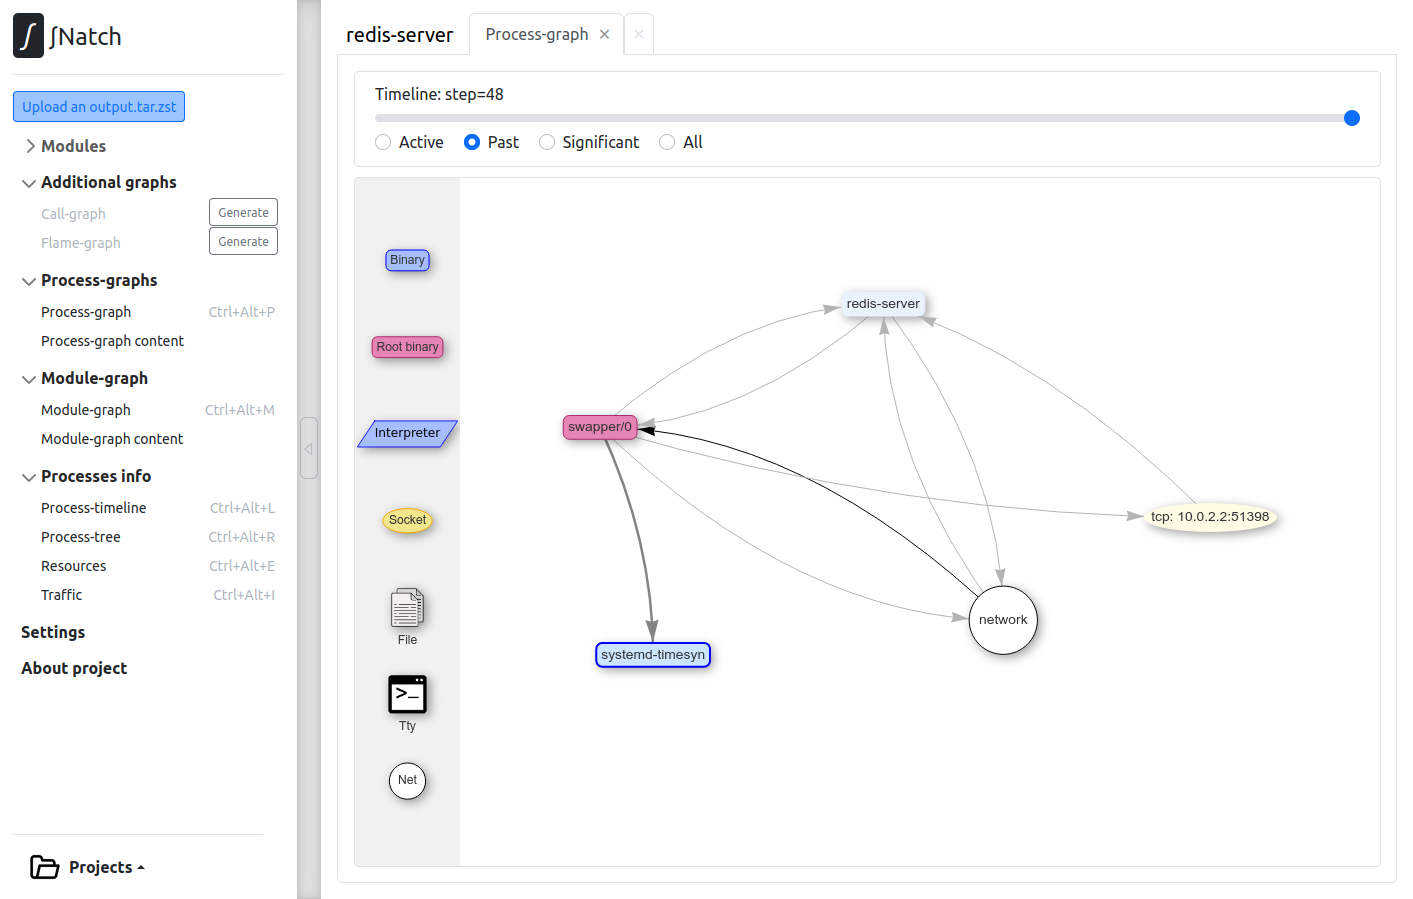 ∫ ∫Natch
Upload an output.tar.zst
Modules
Additional graphs
Call-graph Generate
Flame-graph Generate
Process-graphs
Process-graph Ctrl+Alt+P
Process-graph content
Module-graph
Module-graph Ctrl+Alt+M
Module-graph content
Processes info
Process-timeline Ctrl+Alt+L
Process-tree Ctrl+Alt+R
Resources Ctrl+Alt+E
Traffic Ctrl+Alt+I
Settings
About project
Projects
redis-server Process-graph × ×
Timeline: step=48
Active Past Significant All
Binary
Root binary
Interpreter
Socket
File
>_
Tty
Net
redis-server
swapper/0
tcp: 10.0.2.2:51398
network
systemd-timesyn